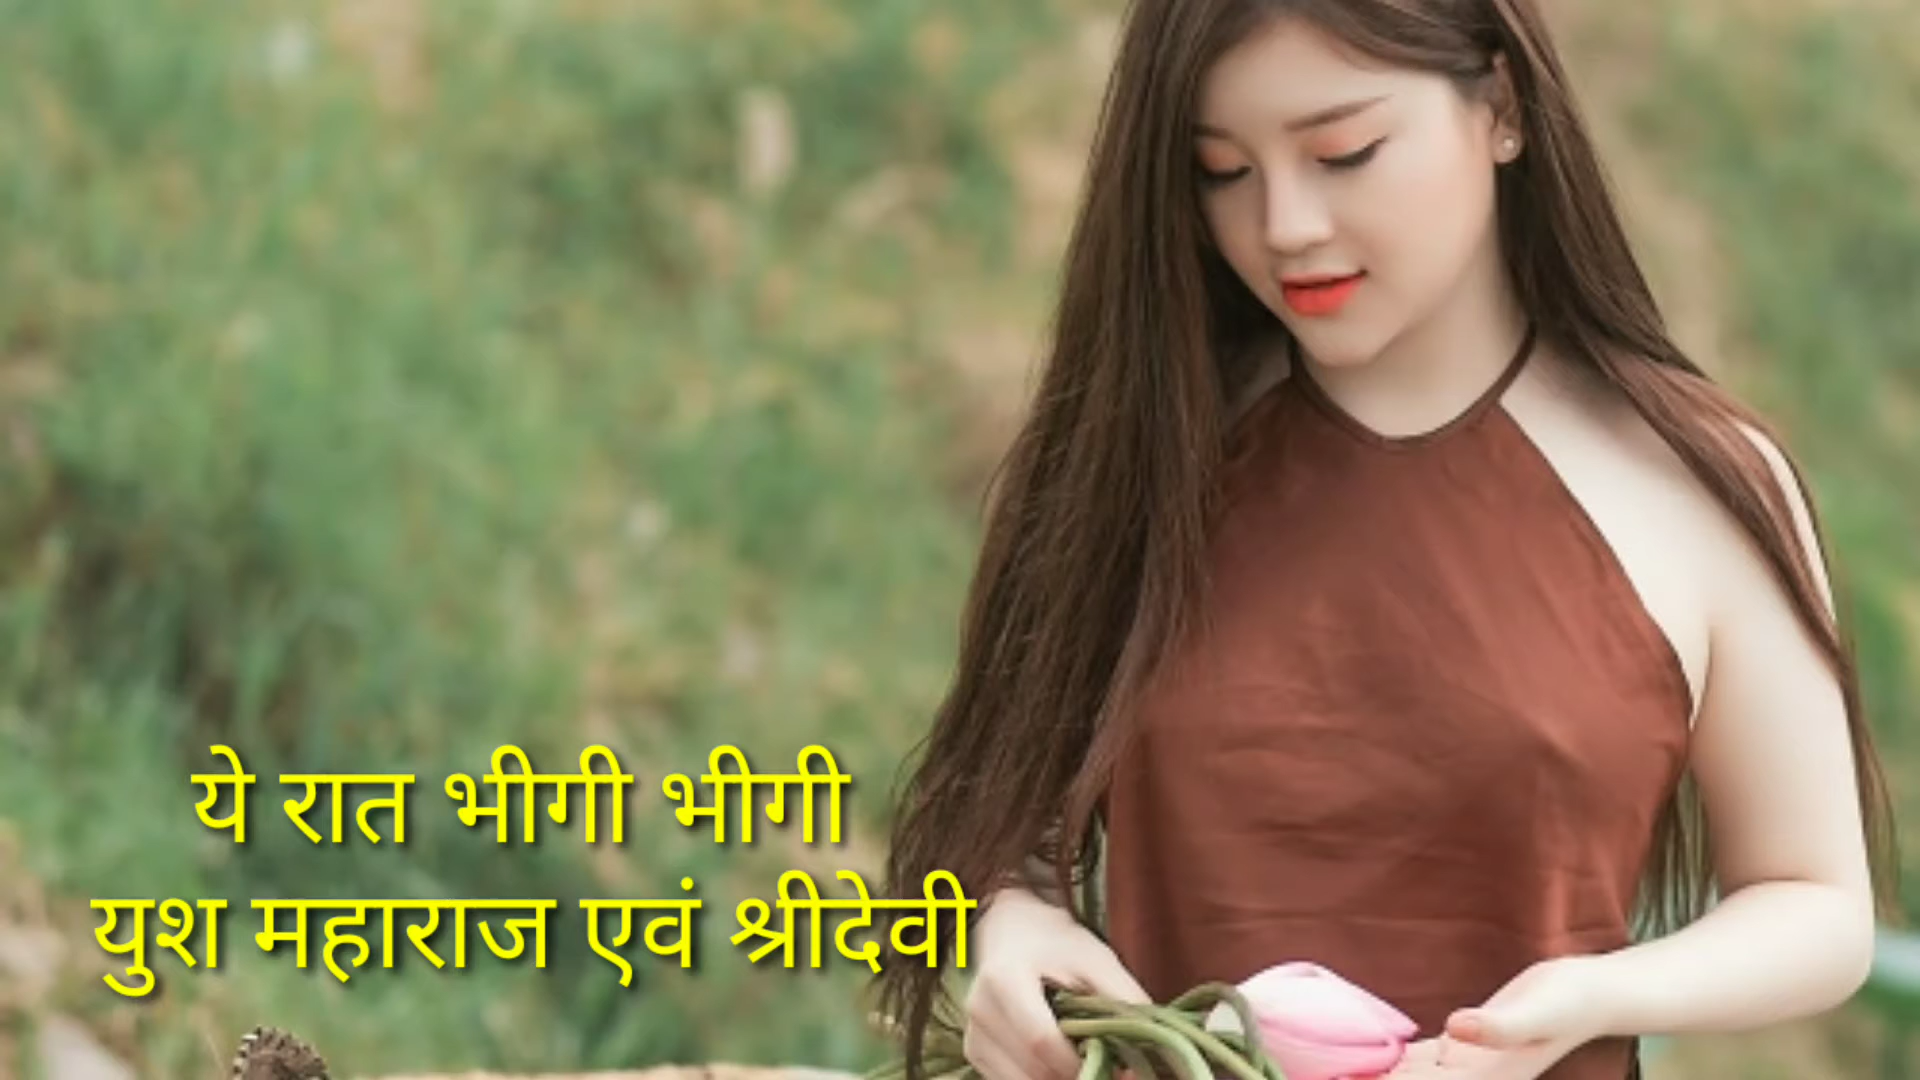 ये रात भीगी भीगी
युश महाराज एवं श्रीदेवी